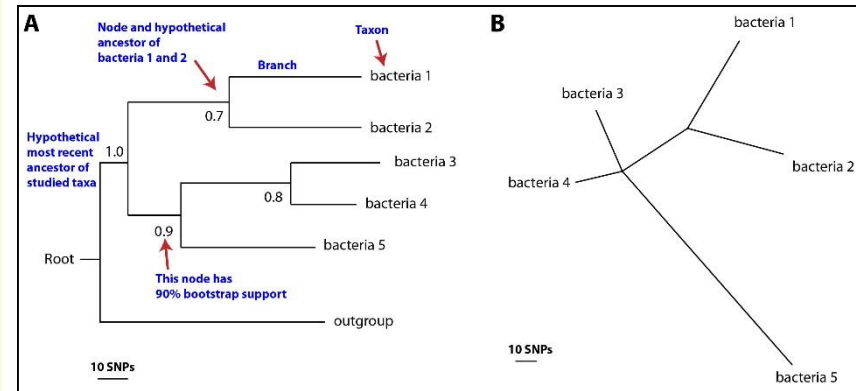 A
Node and hypothetical
ancestor of
bacteria 1 and 2
Taxon
Branch
bacteria 1
0.7
bacteria 2
Hypothetical
most recent
ancestor of
studied taxa
1.0
bacteria 3
0.8
bacteria 4
0.9
bacteria 5
Root
This node has
90% bootstrap support
outgroup
10 SNPs
B
bacteria 1
bacteria 3
bacteria 2
bacteria 4
10 SNPs
bacteria 5